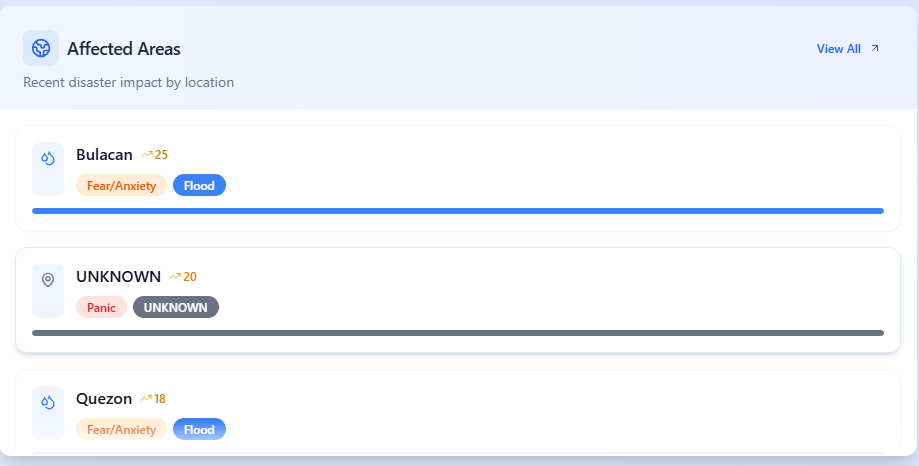 Affected Areas
View All
Recent disaster impact by location
Bulacan 25
Fear/Anxiety Flood
UNKNOWN 20
Panic UNKNOWN
Quezon 18
Fear/Anxiety Flood